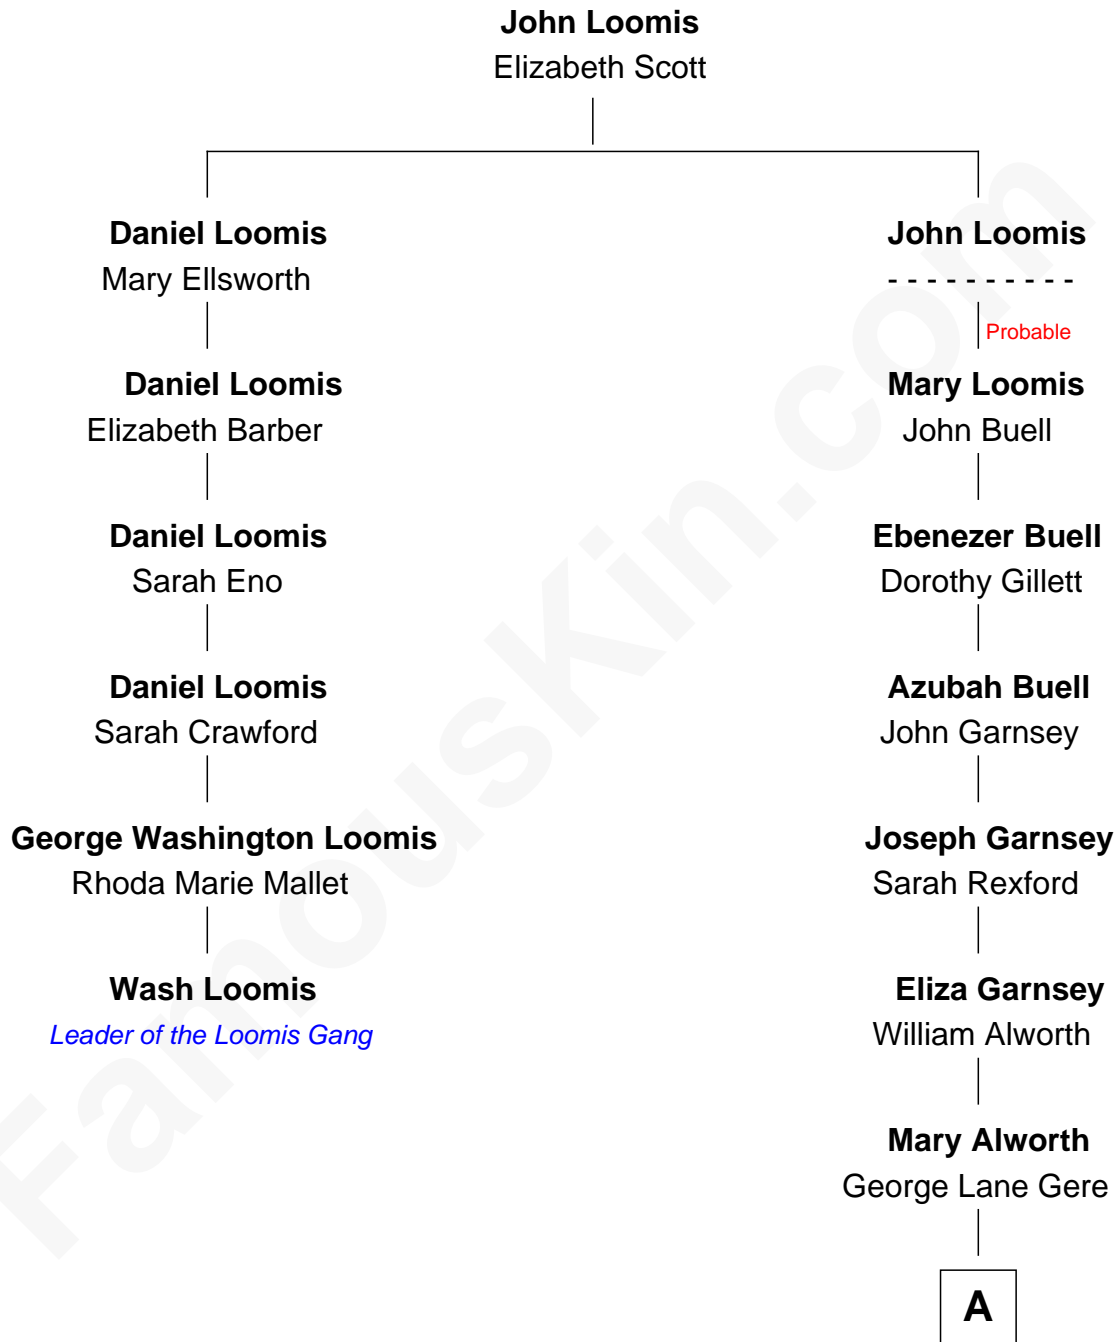 John Loomis
Elizabeth Scott
Daniel Loomis
Mary Ellsworth
Daniel Loomis
Elizabeth Barber
Daniel Loomis
Sarah Eno
Daniel Loomis
Sarah Crawford
George Washington Loomis
Rhoda Marie Mallet
Wash Loomis
Leader of the Loomis Gang
John Loomis
- - - - - - - - - -
Probable
Mary Loomis
John Buell
Ebenezer Buell
Dorothy Gillett
Azubah Buell
John Garnsey
Joseph Garnsey
Sarah Rexford
Eliza Garnsey
William Alworth
Mary Alworth
George Lane Gere
A
FamousKin.com